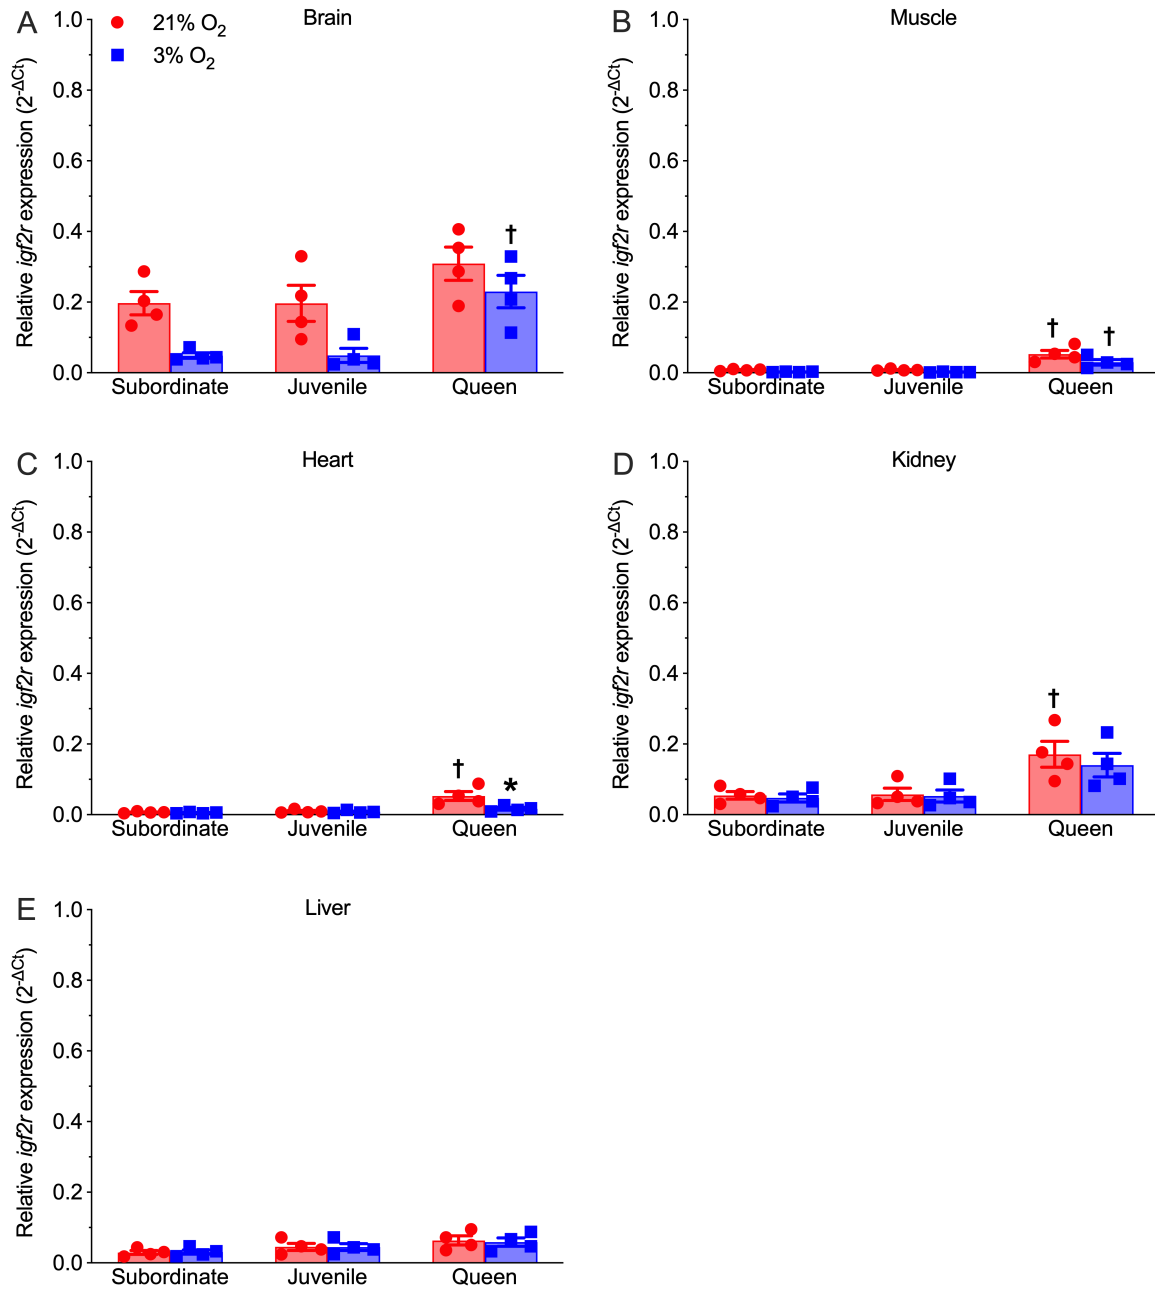 A
Brain
21% O2
3% O2
Relative igf2r expression (2-ΔCt)
1.0
0.8
0.6
0.4
0.2
0.0
†
Subordinate
Juvenile
Queen
B
Muscle
Relative igf2r expression (2-ΔCt)
1.0
0.8
0.6
0.4
0.2
0.0
†
†
Subordinate
Juvenile
Queen
C
Heart
Relative igf2r expression (2-ΔCt)
1.0
0.8
0.6
0.4
0.2
0.0
†
*
Subordinate
Juvenile
Queen
D
Kidney
Relative igf2r expression (2-ΔCt)
1.0
0.8
0.6
0.4
0.2
0.0
†
Subordinate
Juvenile
Queen
E
Liver
Relative igf2r expression (2-ΔCt)
1.0
0.8
0.6
0.4
0.2
0.0
Subordinate
Juvenile
Queen